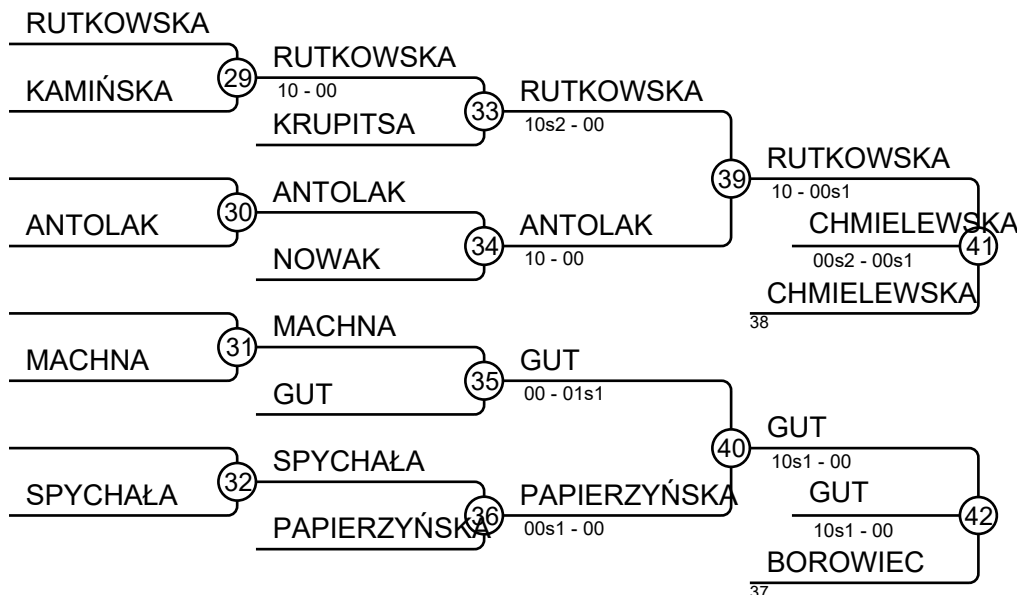 RUTKOWSKA
29
KAMIŃSKA
RUTKOWSKA
10 - 00
33
KRUPITSA
RUTKOWSKA
10s2 - 00
30
ANTOLAK
ANTOLAK
34
NOWAK
ANTOLAK
10 - 00
39
RUTKOWSKA
10 - 00s1
CHMIELEWSKA
41
00s2 - 00s1
CHMIELEWSKA
38
31
MACHNA
MACHNA
35
GUT
GUT
00 - 01s1
32
SPYCHAŁA
SPYCHAŁA
36
PAPIERZYŃSKA
PAPIERZYŃSKA
00s1 - 00
40
GUT
10s1 - 00
GUT
42
10s1 - 00
BOROWIEC
37